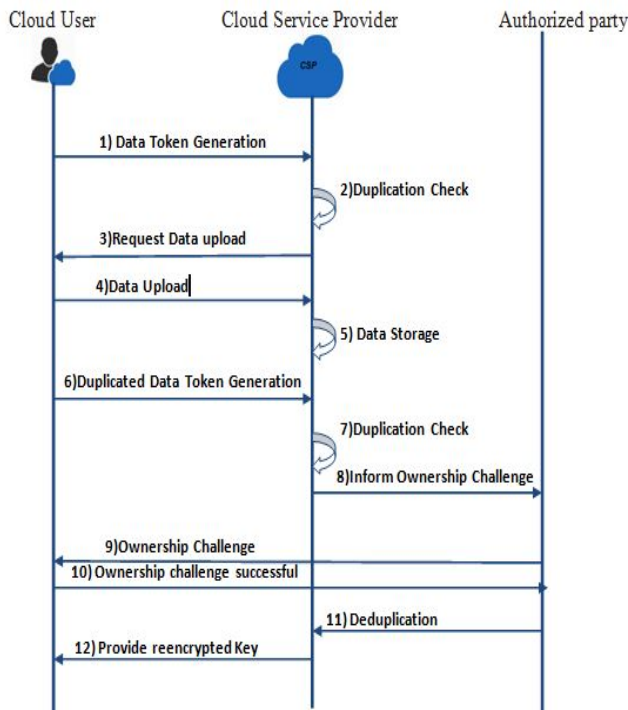 Cloud User
Cloud Service Provider
Authorized party
CSP
1) Data Token Generation
2)Duplication Check
3)Request Data upload
4)Data Upload
5) Data Storage
6)Duplicated Data Token Generation
7)Duplication Check
8)Inform Ownership Challenge
9)Ownership Challenge
10) Ownership challenge successful
11) Deduplication
12) Provide reencrypted Key